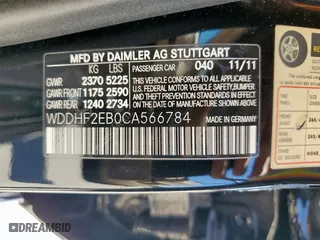 MFD BY DAIMLER AG STUTTGART
KG LBS 040 11/11
GVWR 2370 5225 PASSENGER CAR
GAWR FRONT 1175 2590
GAWR REAR 1240 2734
THIS VEHICLE CONFORMS TO ALL APPLICABLE
U.S. FEDERAL MOTOR VEHICLE SAFETY, BUMPER,
AND THEFT PREVENTION STANDARDS IN EFFECT ON THE
DATE OF MANUFACTURE SHOWN ABOVE.
WDDHF2EB0CA566784
MADE IN GERMANY
SIZE
NONE
DREAMBID